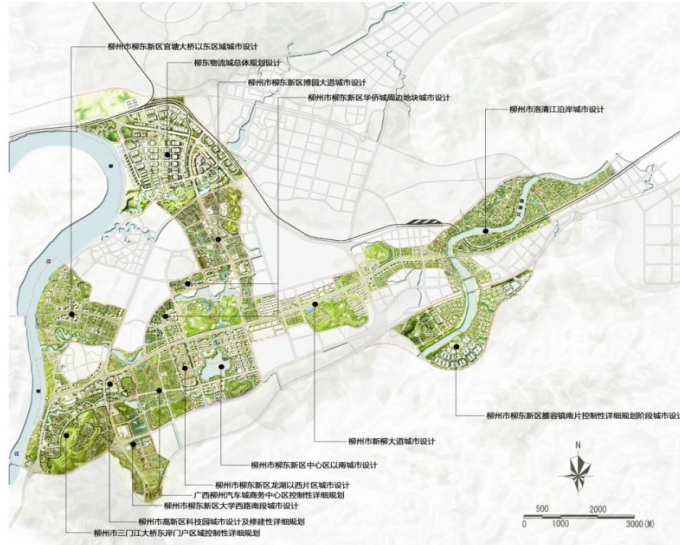 柳州市柳东新区官塘大桥以东区域城市设计
柳东物流城总体规划设计
柳州市柳东新区博园大道城市设计
柳州市柳东新区华侨城周边地块城市设计
柳州市洛清江沿岸城市设计
柳州市柳东新区雒容镇南片控制性详细规划阶段城市设计
柳州市新柳大道城市设计
柳州市柳东新区中心区以南城市设计
柳州市柳东新区龙湖以西片区城市设计
广西柳州汽车城商务中心区控制性详细规划
柳州市柳东新区大学西路南段城市设计
柳州市高新区科技园城市设计及修建性详细规划
柳州市三门江大桥东岸门户区域控制性详细规划
N
500 2000
0 1000 3000(M)